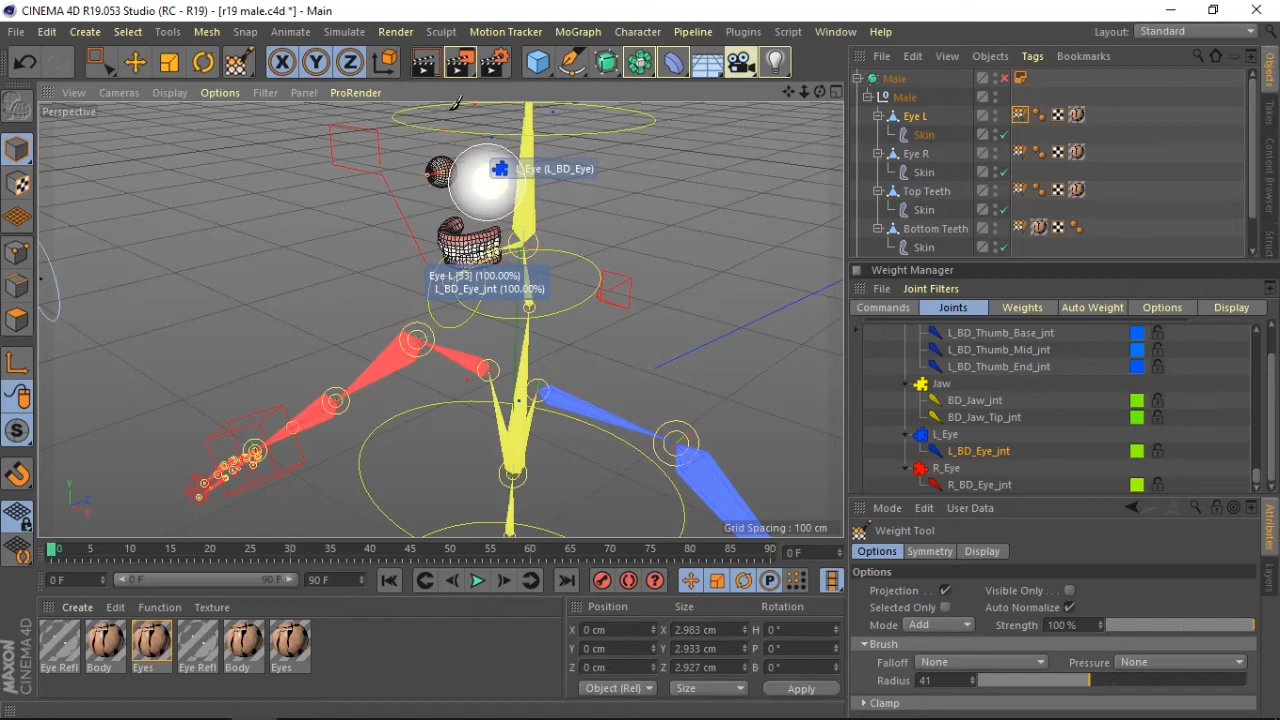 CINEMA 4D R19.053 Studio (RC - R19) - [r19 male.c4d *] - Main
File Edit Create Select Tools Mesh Snap Animate Simulate Render Sculpt Motion Tracker MoGraph Character Pipeline Plugins Script Window Help Layout: Standard
X Y Z
File Edit View Objects Tags Bookmarks
View Cameras Display Options Filter Panel ProRender
Perspective
Male
Male
Eye L
Skin
Eye R
Skin
Top Teeth
Skin
Bottom Teeth
Skin
L_Eye (L_BD_Eye)
Eye L [53] (100.00%)
L_BD_Eye_jnt (100.00%)
Grid Spacing : 100 cm
Weight Manager
File Joint Filters
Commands Joints Weights Auto Weight Options Display
L_BD_Thumb_Base_jnt
L_BD_Thumb_Mid_jnt
L_BD_Thumb_End_jnt
Jaw
BD_Jaw_jnt
BD_Jaw_Tip_jnt
L_Eye
L_BD_Eye_jnt
R_Eye
R_BD_Eye_jnt
Mode Edit User Data
Weight Tool
Options Symmetry Display
Options
Projection . . Visible Only . . .
Selected Only Auto Normalize
Mode Add Strength 100 %
Brush
Falloff None Pressure None
Radius 41
Clamp
0 5 10 15 20 25 30 35 40 45 50 55 60 65 70 75 80 85 90 0 F
0 F 0 F 90 F 90 F
Create Edit Function Texture
Eye Refl Body Eyes Eye Refl Body Eyes
Position Size Rotation
X 0 cm X 2.983 cm H 0 °
Y 0 cm Y 2.933 cm P 0 °
Z 0 cm Z 2.927 cm B 0 °
Object (Rel) Size Apply
MAXON
CINEMA 4D
Objects
Takes
Content Browser
Struct
Attributes
Layers